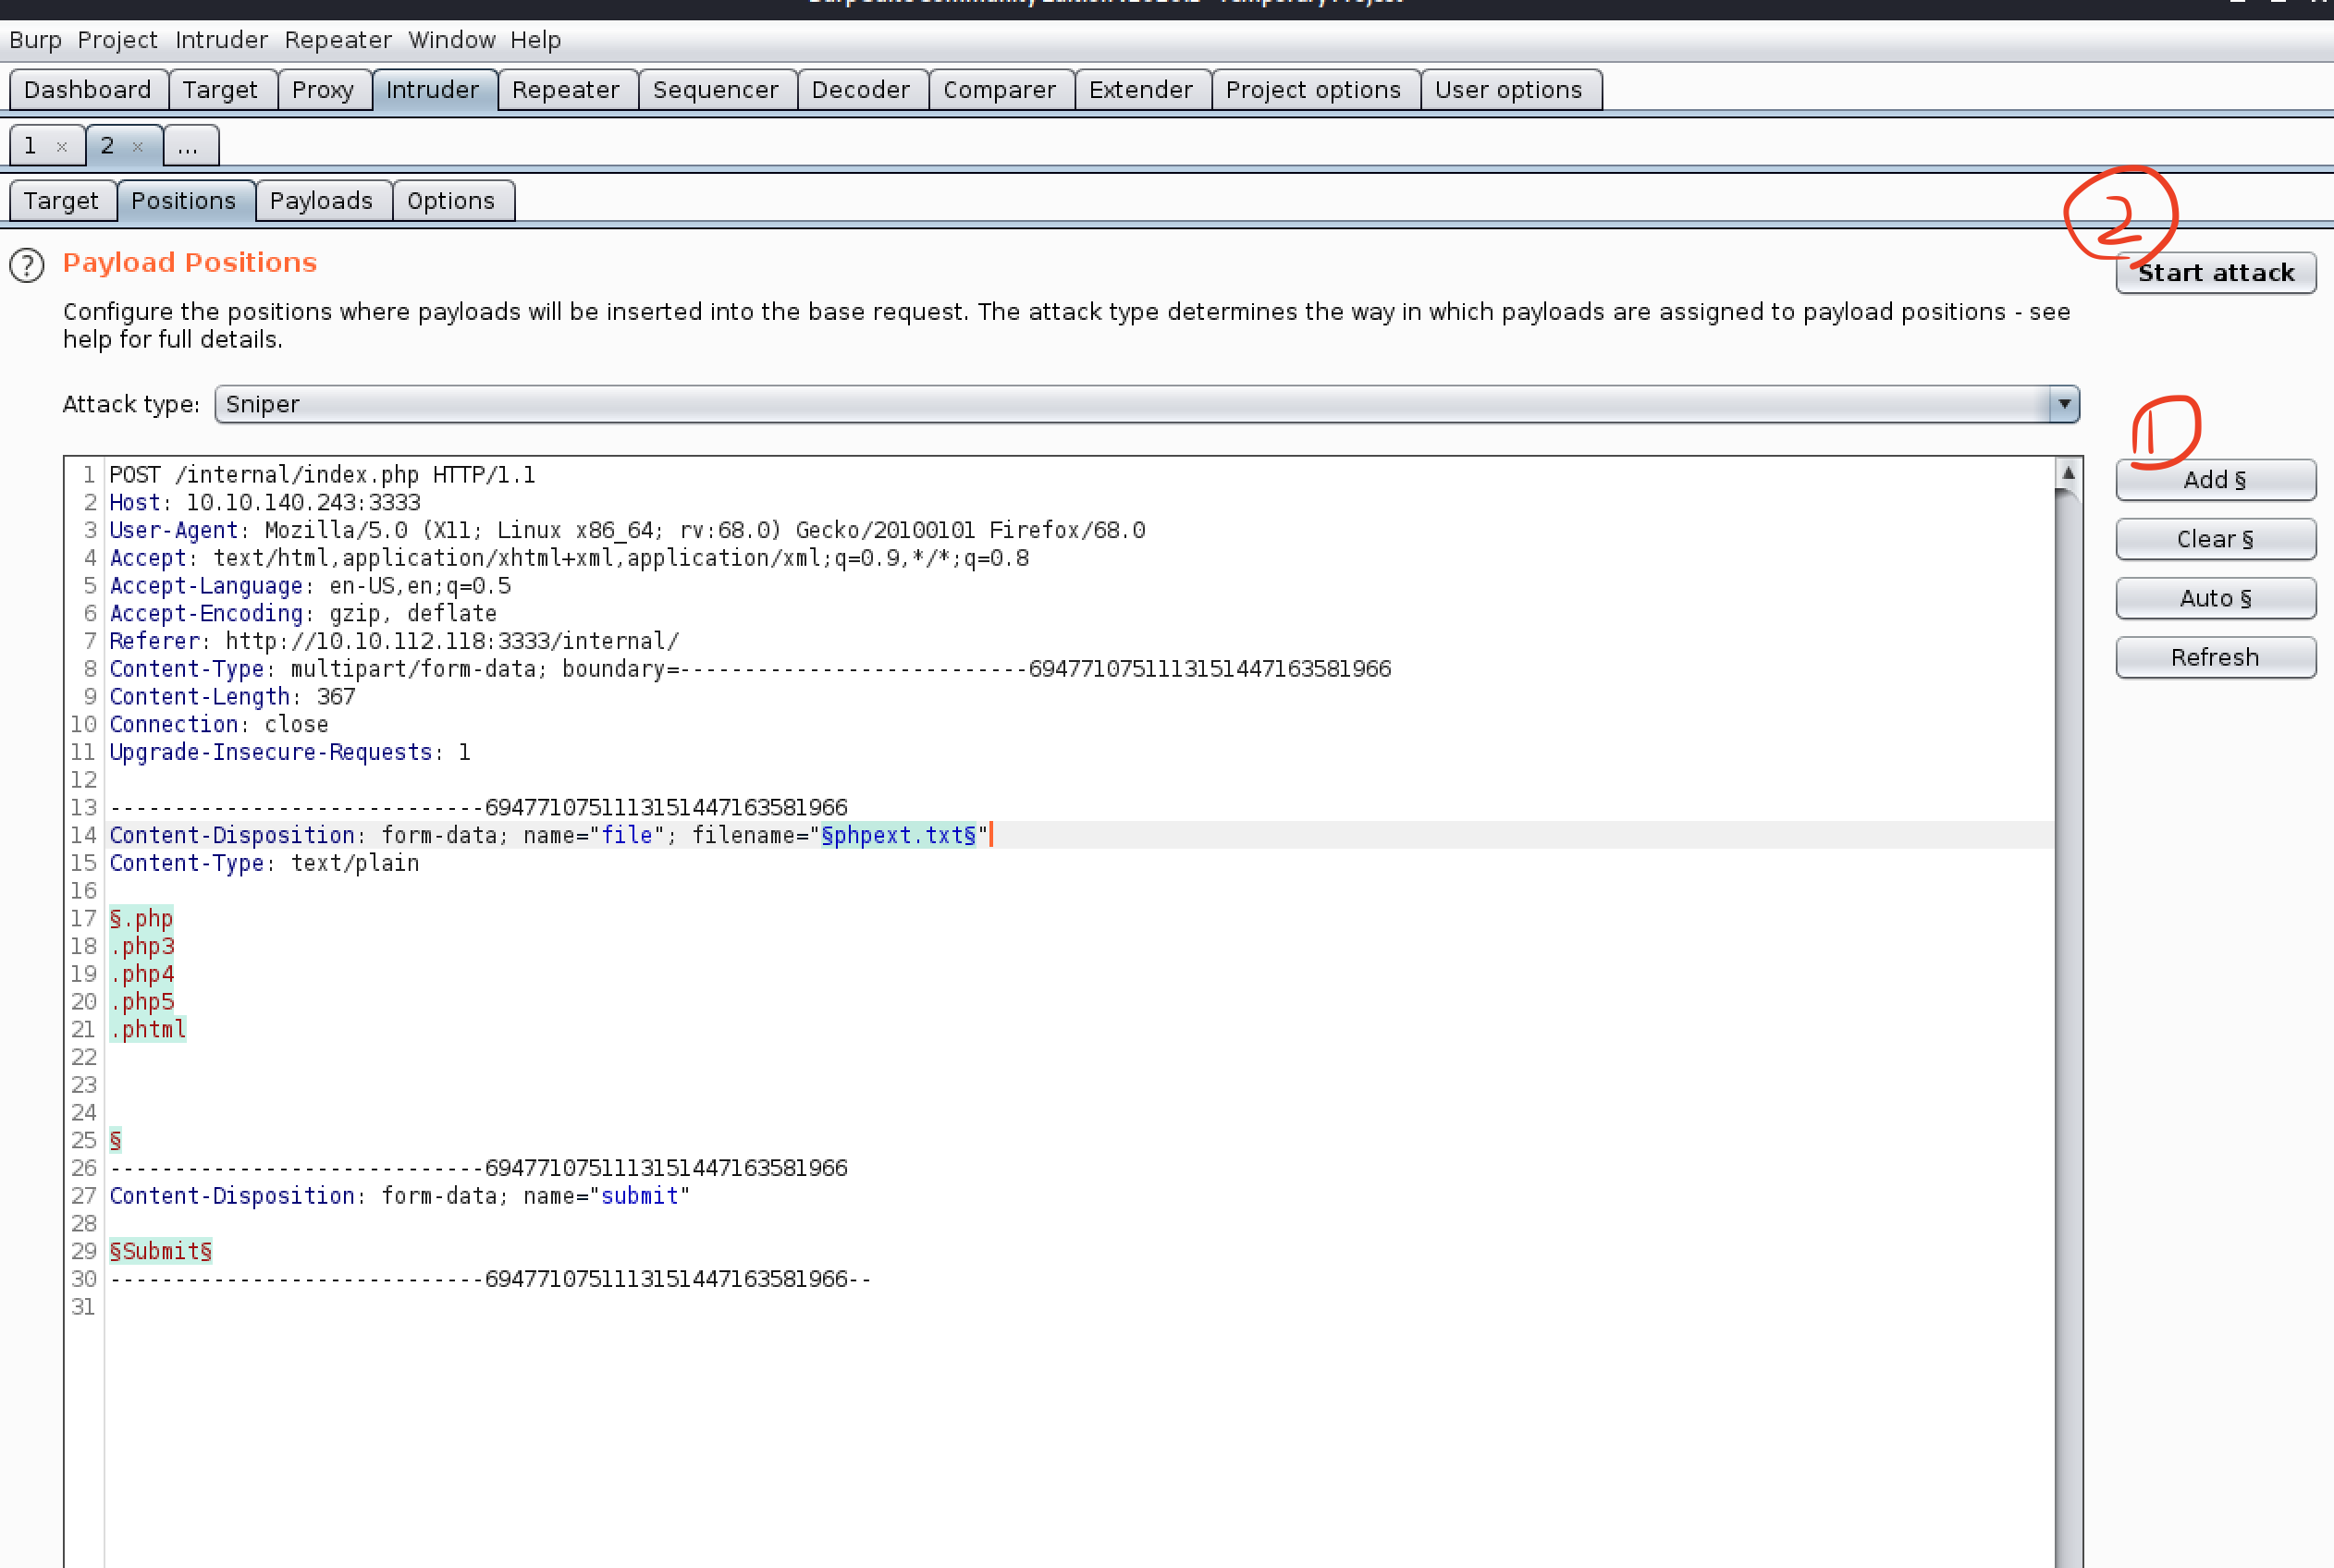 Burp Suite Community Edition v2020.1 - Temporary Project
Burp Project Intruder Repeater Window Help
Dashboard Target Proxy Intruder Repeater Sequencer Decoder Comparer Extender Project options User options
1 × 2 × ...
Target Positions Payloads Options
2
? Payload Positions
Start attack
Configure the positions where payloads will be inserted into the base request. The attack type determines the way in which payloads are assigned to payload positions - see
help for full details.
Attack type: Sniper
1
Add §
Clear §
Auto §
Refresh
1 POST /internal/index.php HTTP/1.1
2 Host: 10.10.140.243:3333
3 User-Agent: Mozilla/5.0 (X11; Linux x86_64; rv:68.0) Gecko/20100101 Firefox/68.0
4 Accept: text/html,application/xhtml+xml,application/xml;q=0.9,*/*;q=0.8
5 Accept-Language: en-US,en;q=0.5
6 Accept-Encoding: gzip, deflate
7 Referer: http://10.10.112.118:3333/internal/
8 Content-Type: multipart/form-data; boundary=---------------------------6947710751113151447163581966
9 Content-Length: 367
10 Connection: close
11 Upgrade-Insecure-Requests: 1
12
13 -----------------------------6947710751113151447163581966
14 Content-Disposition: form-data; name="file"; filename="§phpext.txt§"
15 Content-Type: text/plain
16
17 §.php
18 .php3
19 .php4
20 .php5
21 .phtml
22
23
24
25 §
26 -----------------------------6947710751113151447163581966
27 Content-Disposition: form-data; name="submit"
28
29 §Submit§
30 -----------------------------6947710751113151447163581966--
31